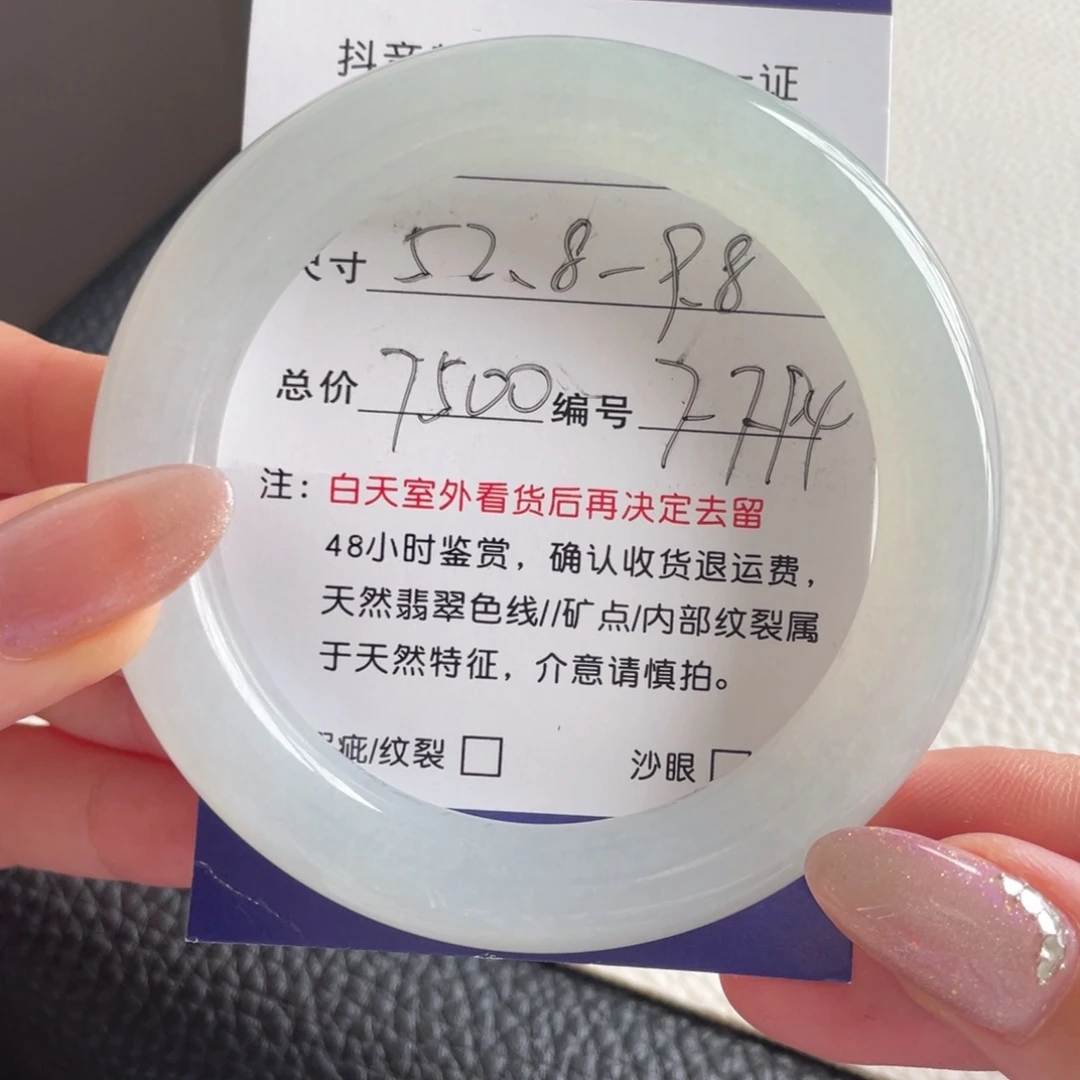 抖音 证
尺寸 52.8-9.8
总价 7500 编号
注：白天室外看货后再决定去留
48小时鉴赏，确认收货退运费，
天然翡翠色线//矿点/内部纹裂属
于天然特征，介意请慎拍。
疵/纹裂 □ 沙眼 □